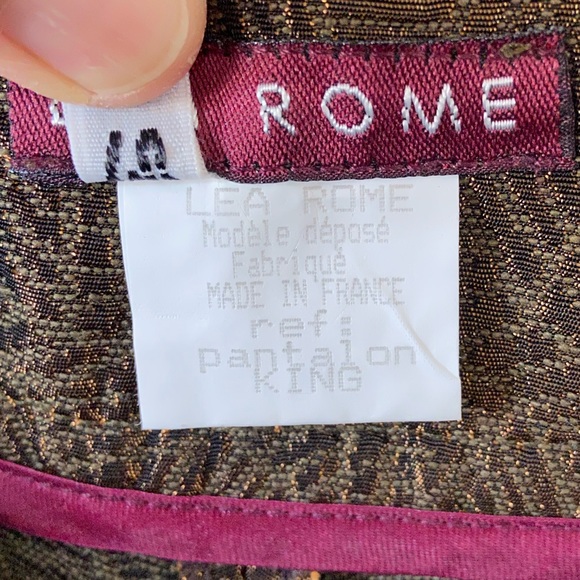 ROME
LEA ROME
Modèle déposé
Fabriqué
MADE IN FRANCE
ref:
pantalon
KING